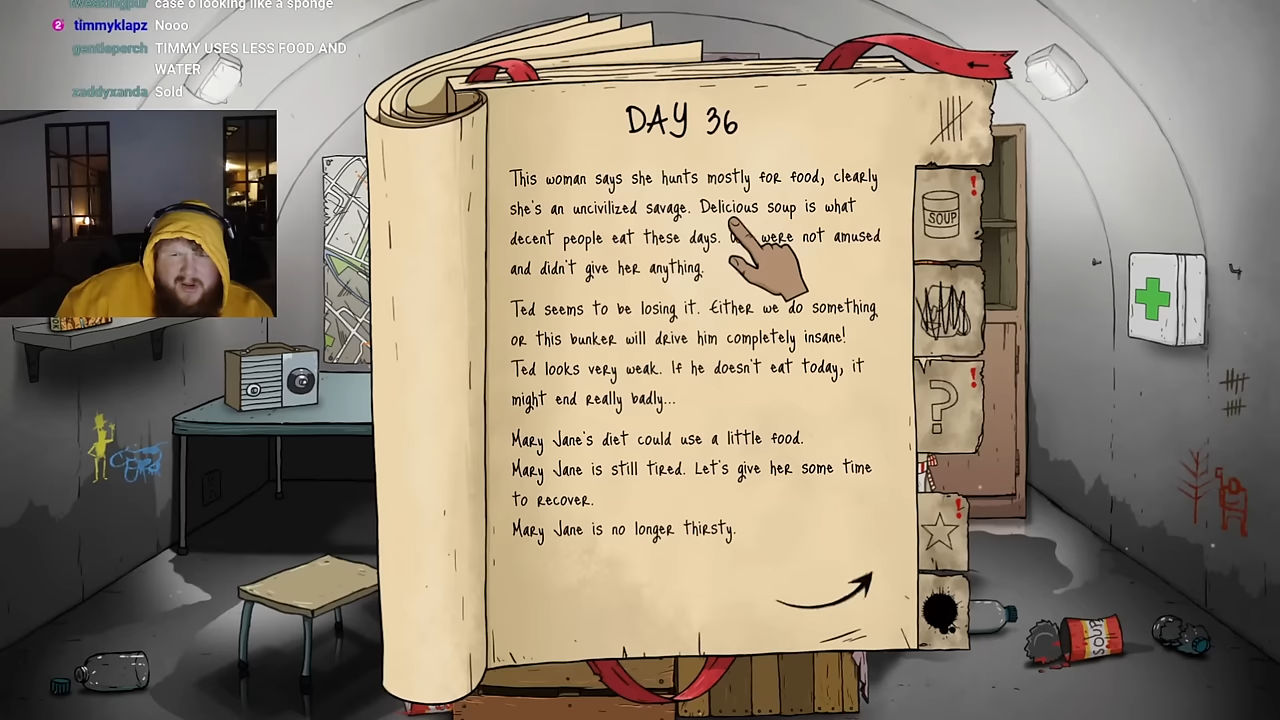 case o looking like a sponge
timmyklapz Nooo
gentleperch TIMMY USES LESS FOOD AND
WATER
zaddyxanda Sold
DAY 36
This woman says she hunts mostly for food, clearly
she's an uncivilized savage. Delicious soup is what
decent people eat these days. were not amused
and didn't give her anything.
Ted seems to be losing it. Either we do something
or this bunker will drive him completely insane!
Ted looks very weak. If he doesn't eat today, it
might end really badly...
Mary Jane's diet could use a little food.
Mary Jane is still tired. Let's give her some time
to recover.
Mary Jane is no longer thirsty.
SOUP
!
?
!
!
SOUP